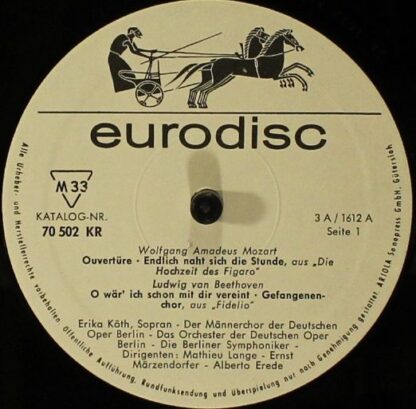 eurodisc
M 33
KATALOG-NR.
70 502 KR
3 A / 1612 A
Seite 1
Wolfgang Amadeus Mozart
Ouvertüre · Endlich naht sich die Stunde, aus „Die
Hochzeit des Figaro"
Ludwig van Beethoven
O wär' ich schon mit dir vereint · Gefangenen-
chor, aus „Fidelio"
Erika Köth, Sopran - Der Männerchor der Deutschen
Oper Berlin - Das Orchester der Deutschen Oper
Berlin - Die Berliner Symphoniker -
Dirigenten: Mathieu Lange - Ernst
Märzendorfer - Alberto Erede
Alle Urheber- und Herstellerrechte vorbehalten. Öffentliche Aufführung, Rundfunksendung und Überspielung nur nach Genehmigung gestattet. ARIOLA Sonopress GmbH. Gütersloh